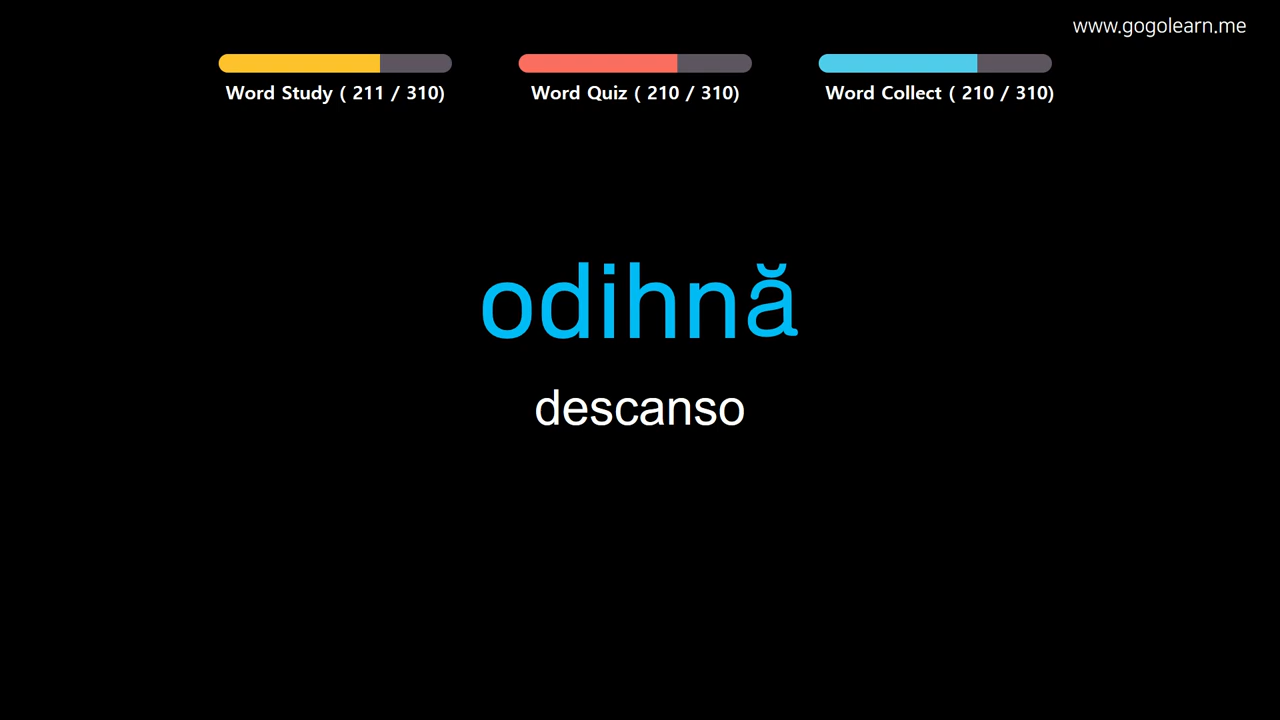 www.gogolearn.me
Word Study ( 211 / 310)
Word Quiz ( 210 / 310)
Word Collect ( 210 / 310)
odihnă
descanso